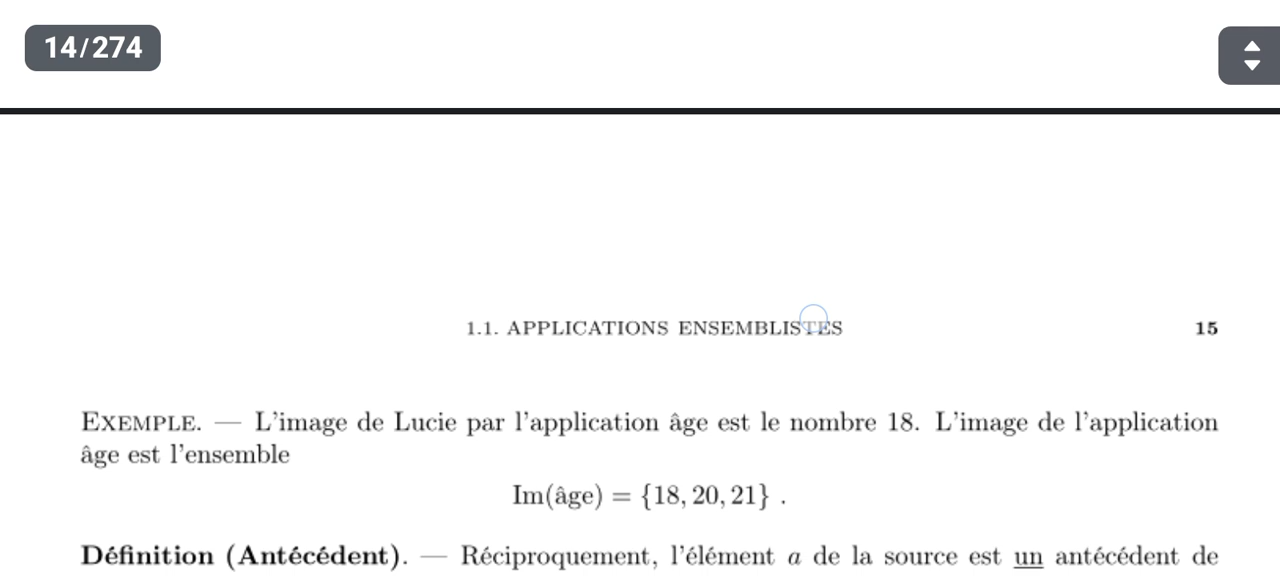 14/274
1.1. APPLICATIONS ENSEMBLISTES 15
EXEMPLE. — L'image de Lucie par l'application âge est le nombre 18. L'image de l'application
âge est l'ensemble
Im(âge) = {18, 20, 21} .
Définition (Antécédent). — Réciproquement, l'élément a de la source est un antécédent de